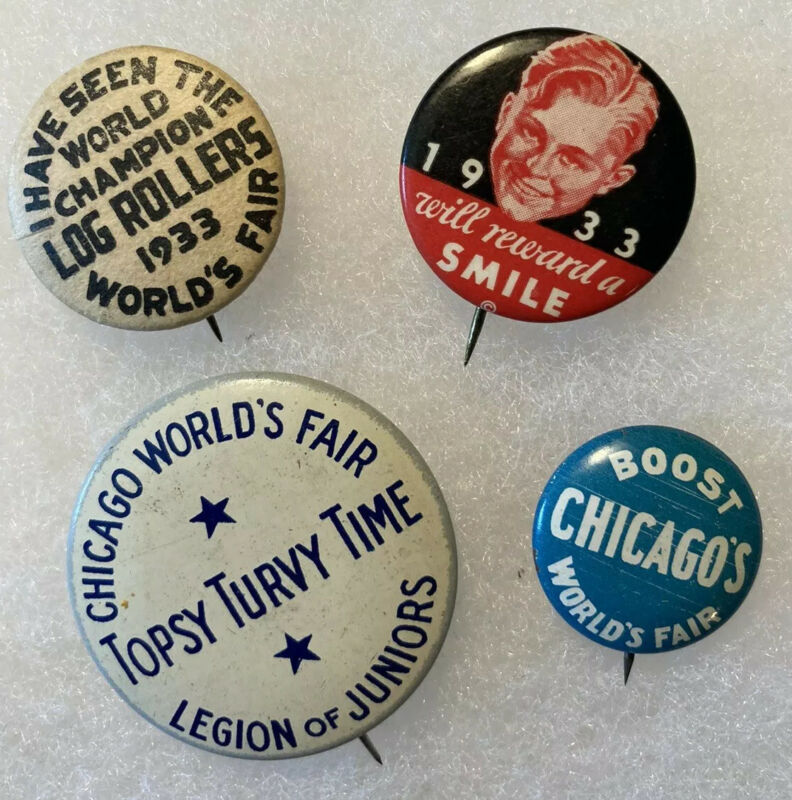 I HAVE SEEN THE
WORLD
CHAMPION
LOG ROLLERS
1933
WORLD'S FAIR
1933
will reward a
SMILE
©
CHICAGO WORLD'S FAIR
TOPSY TURVY TIME
LEGION OF JUNIORS
BOOST
CHICAGO'S
WORLD'S FAIR